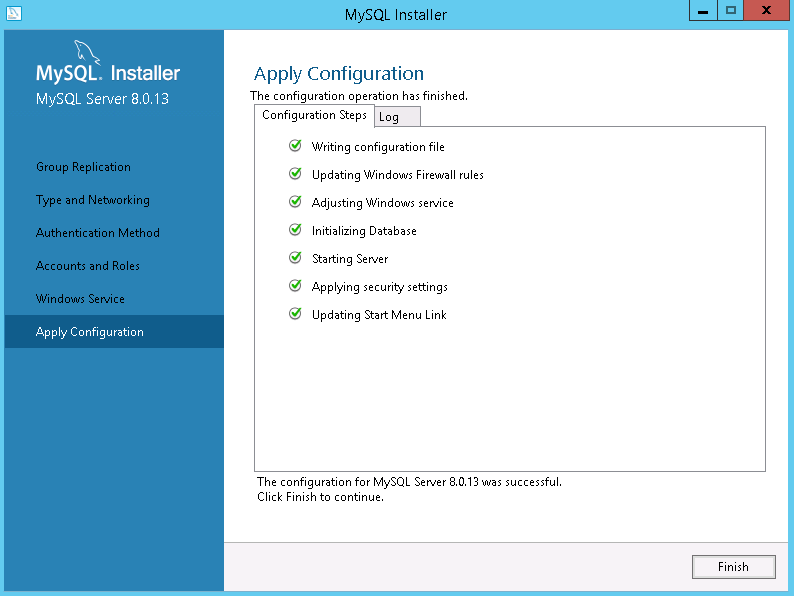 MySQL Installer
MySQL. Installer
MySQL Server 8.0.13
Group Replication
Type and Networking
Authentication Method
Accounts and Roles
Windows Service
Apply Configuration
Apply Configuration
The configuration operation has finished.
Configuration Steps Log
Writing configuration file
Updating Windows Firewall rules
Adjusting Windows service
Initializing Database
Starting Server
Applying security settings
Updating Start Menu Link
The configuration for MySQL Server 8.0.13 was successful.
Click Finish to continue.
Finish